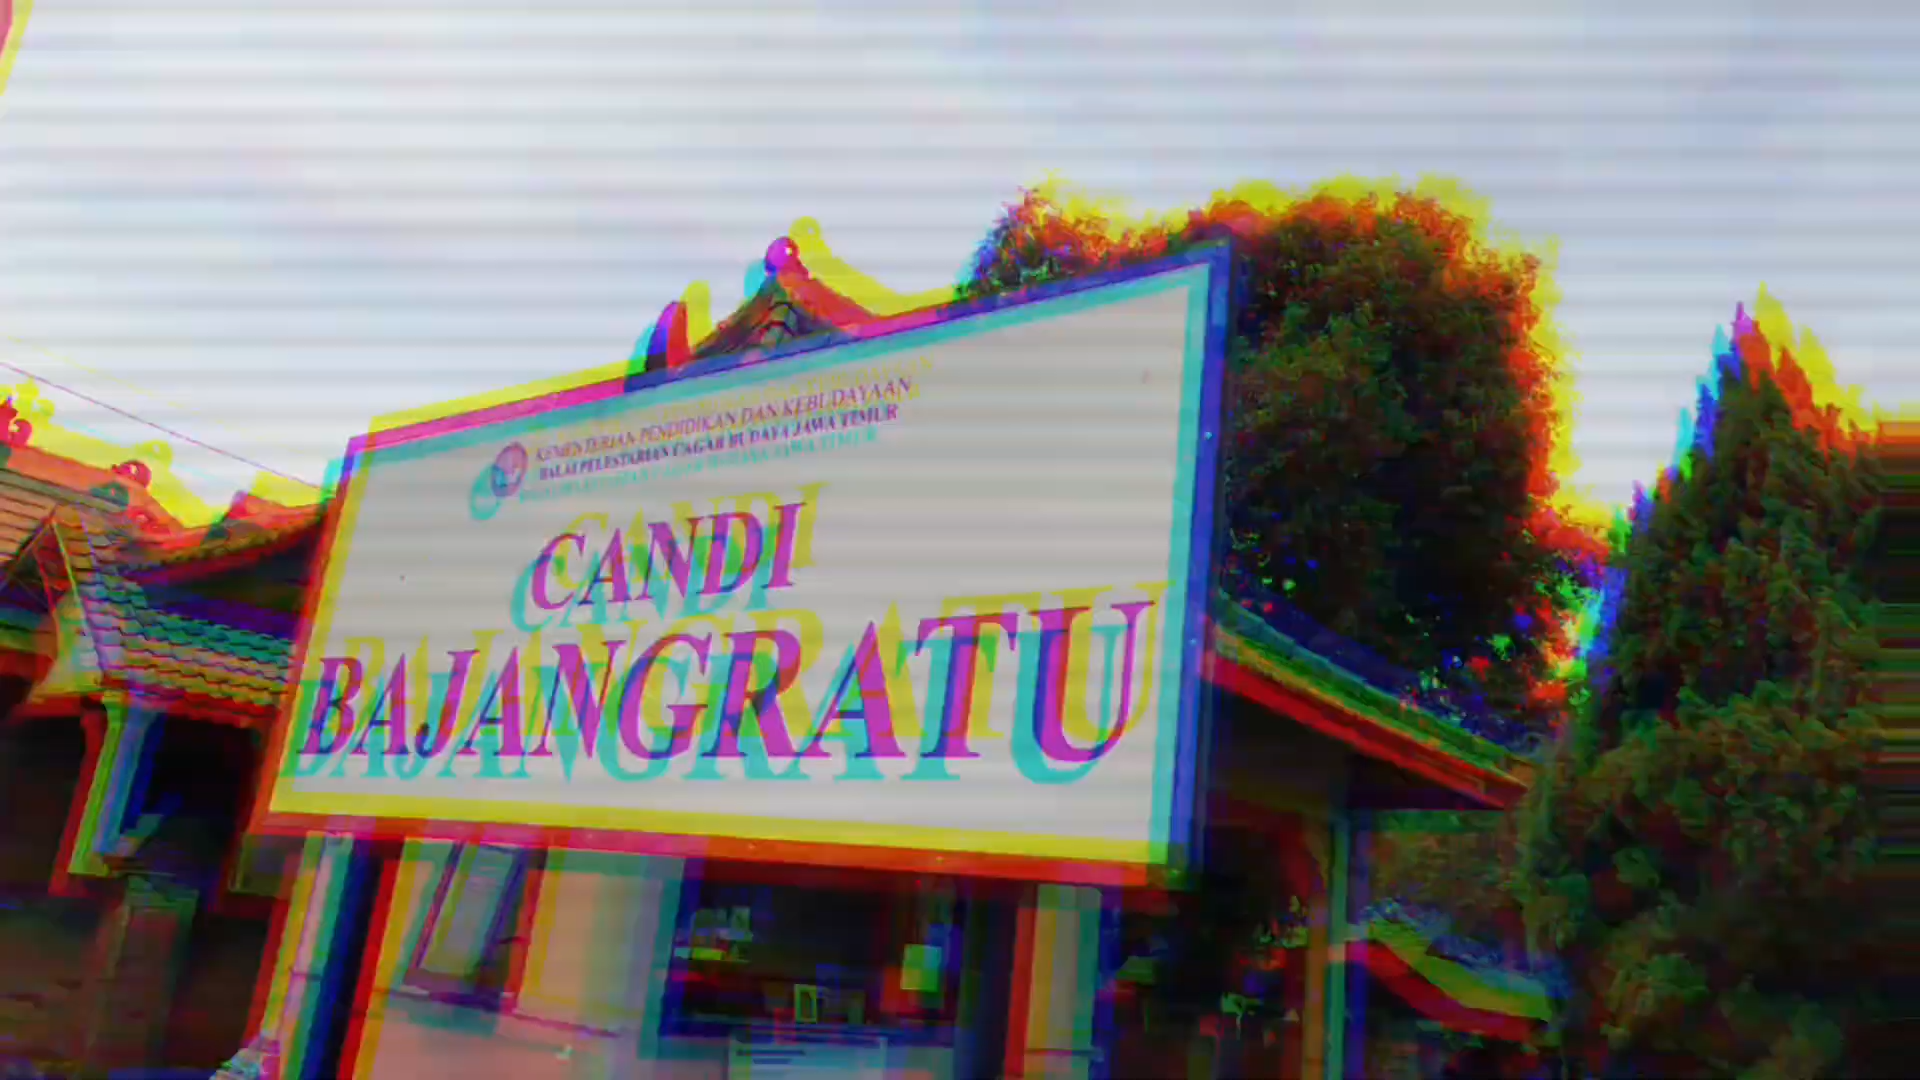 KEMENTERIAN PENDIDIKAN DAN KEBUDAYAAN
BALAI PELESTARIAN CAGAR BUDAYA JAWA TIMUR
CANDI
BAJANGRATU